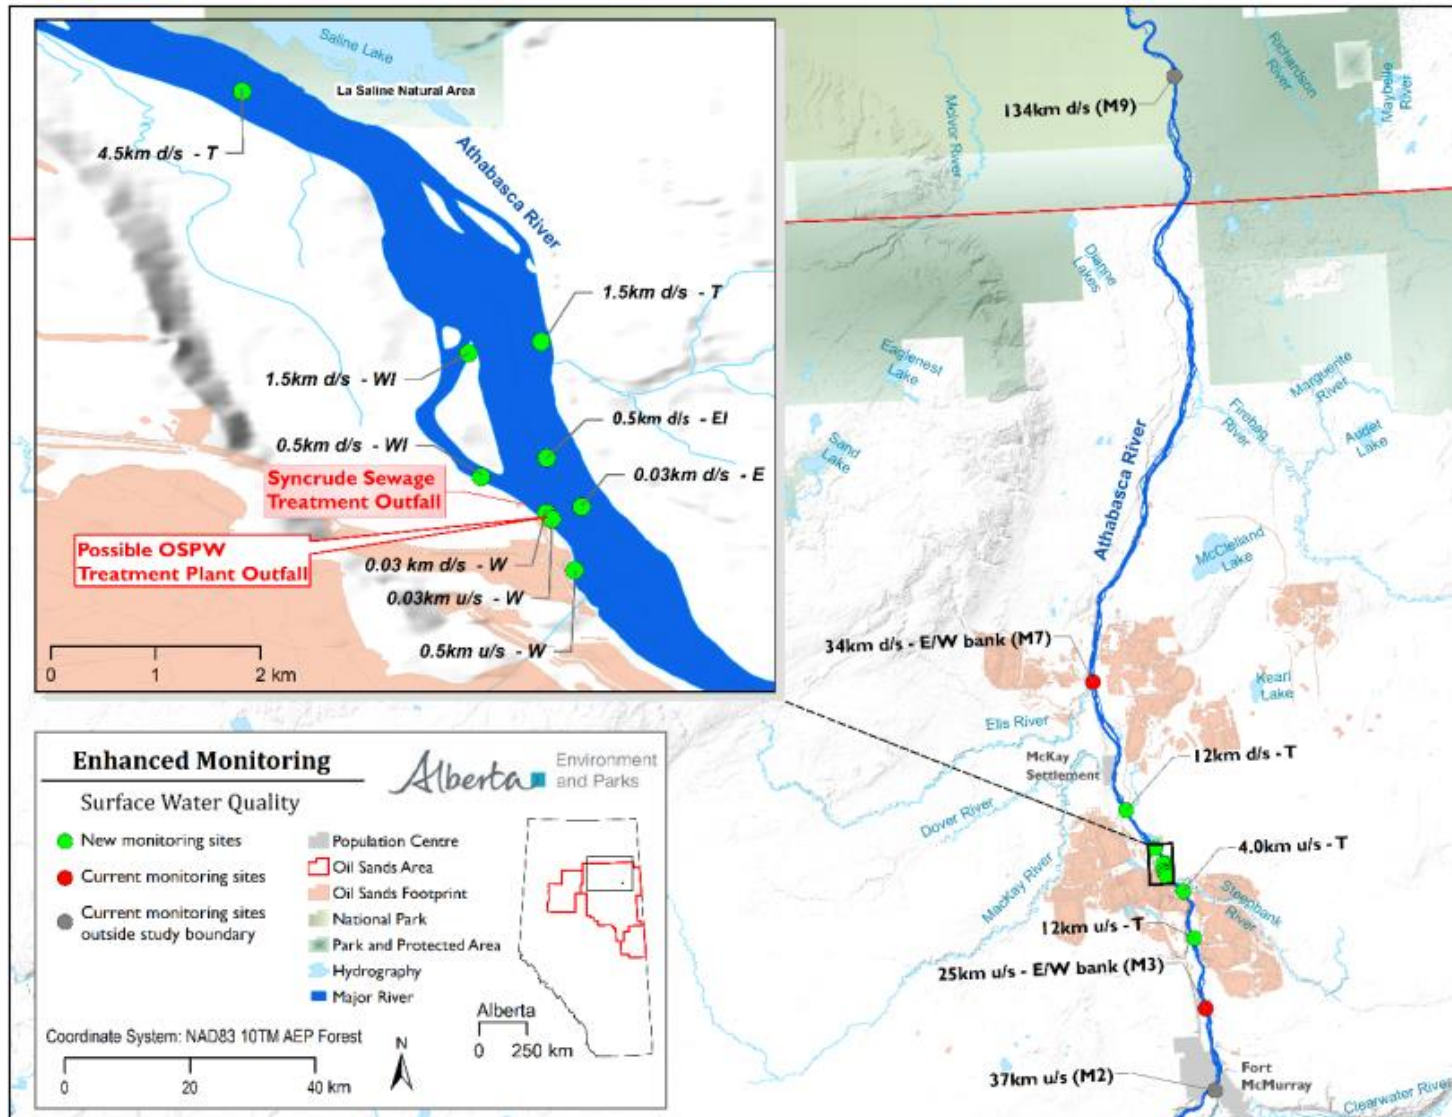 Saline Lake
La Saline Natural Area
4.5km d/s - T
Athabasca River
1.5km d/s - T
1.5km d/s - WI
0.5km d/s - EI
0.5km d/s - WI
0.03km d/s - E
Syncrude Sewage
Treatment Outfall
Possible OSPW
Treatment Plant Outfall
0.03 km d/s - W
0.03km u/s - W
0.5km u/s - W
0 1 2 km
McIvor River
Richardson
River
Maybelle
River
134km d/s (M9)
Dianne
Lakes
Eaglenest
Lake
Marguerite
River
Firebag
River
Audet
Lake
Sand
Lake
Athabasca River
McClelland
Lake
34km d/s - E/W bank (M7)
Kearl
Lake
Ells River
12km d/s - T
McKay
Settlement
Dover River
4.0km u/s - T
MacKay River
Steepbank
River
12km u/s - T
25km u/s - E/W bank (M3)
37km u/s (M2)
Fort
McMurray
Clearwater River
Enhanced Monitoring
Surface Water Quality
New monitoring sites
Current monitoring sites
Current monitoring sites
outside study boundary
Alberta Environment
and Parks
Population Centre
Oil Sands Area
Oil Sands Footprint
National Park
Park and Protected Area
Hydrography
Major River
Alberta
0 250 km
Coordinate System: NAD83 10TM AEP Forest
0 20 40 km
N